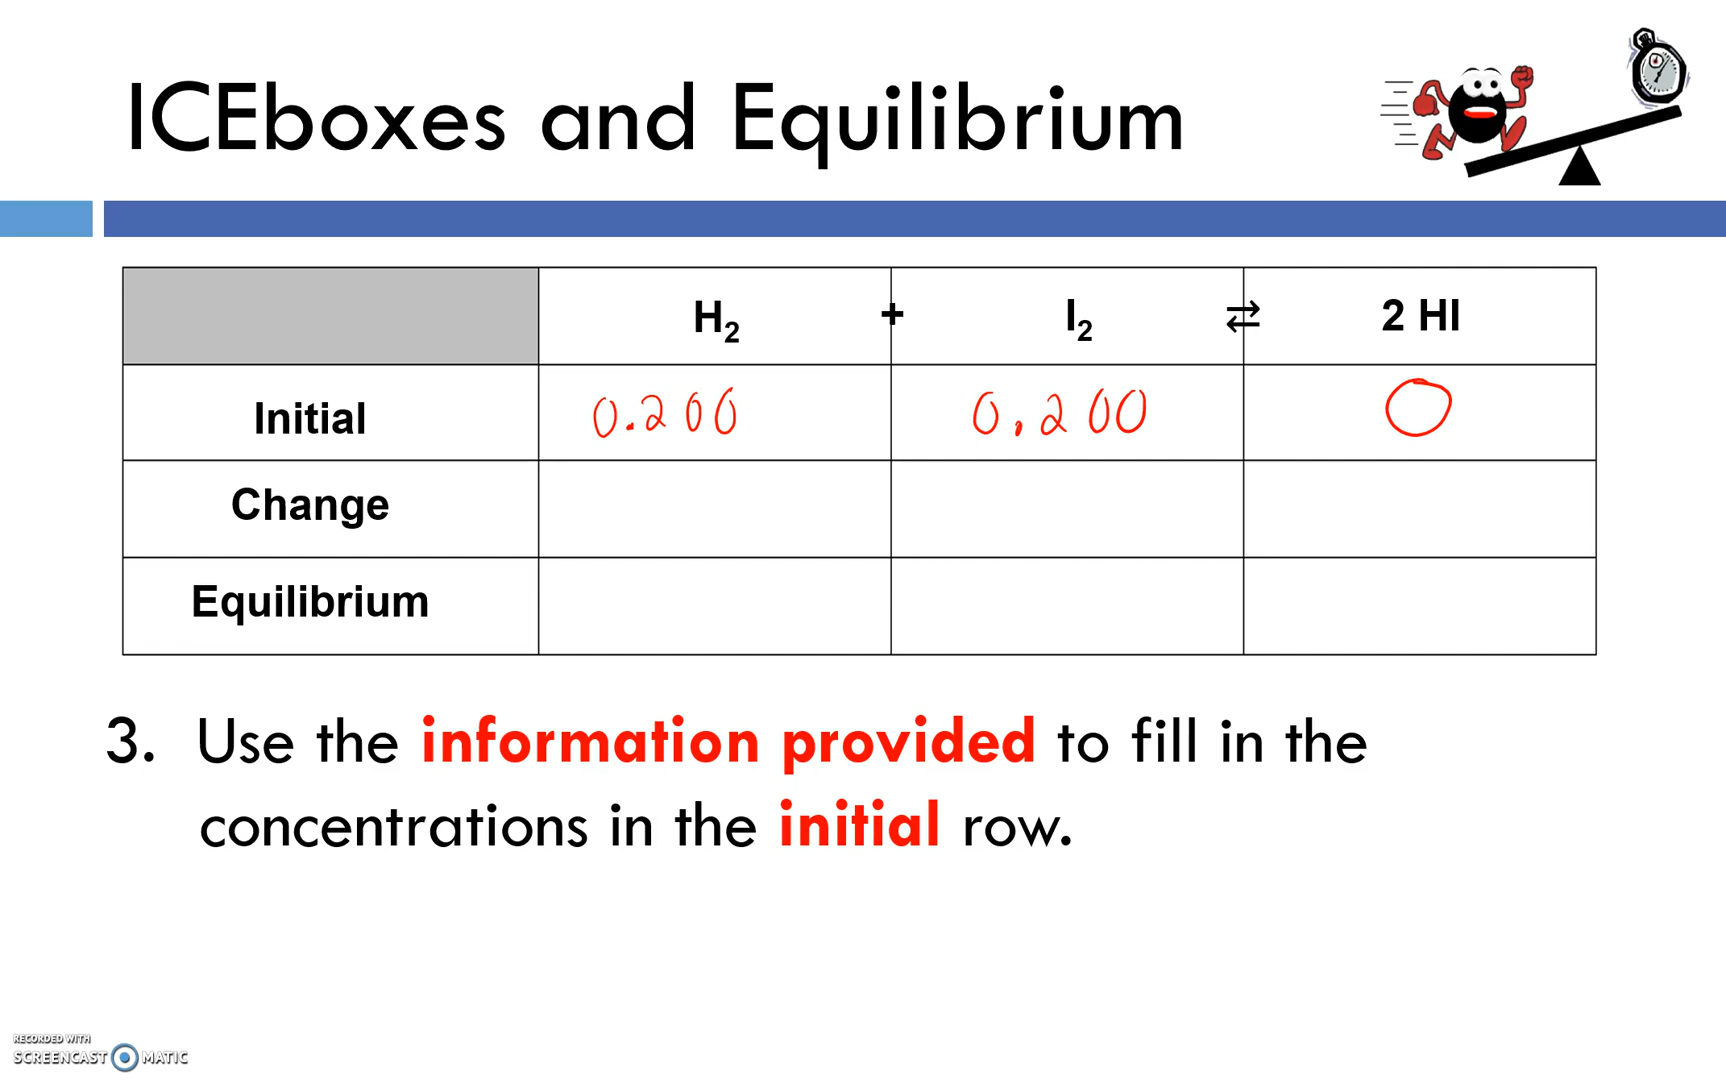 ICEboxes and Equilibrium
H₂ + I₂ ⇄ 2 HI
Initial 0.200 0.200 0
Change
Equilibrium
3. Use the information provided to fill in the
concentrations in the initial row.
RECORDED WITH
SCREENCAST MATIC